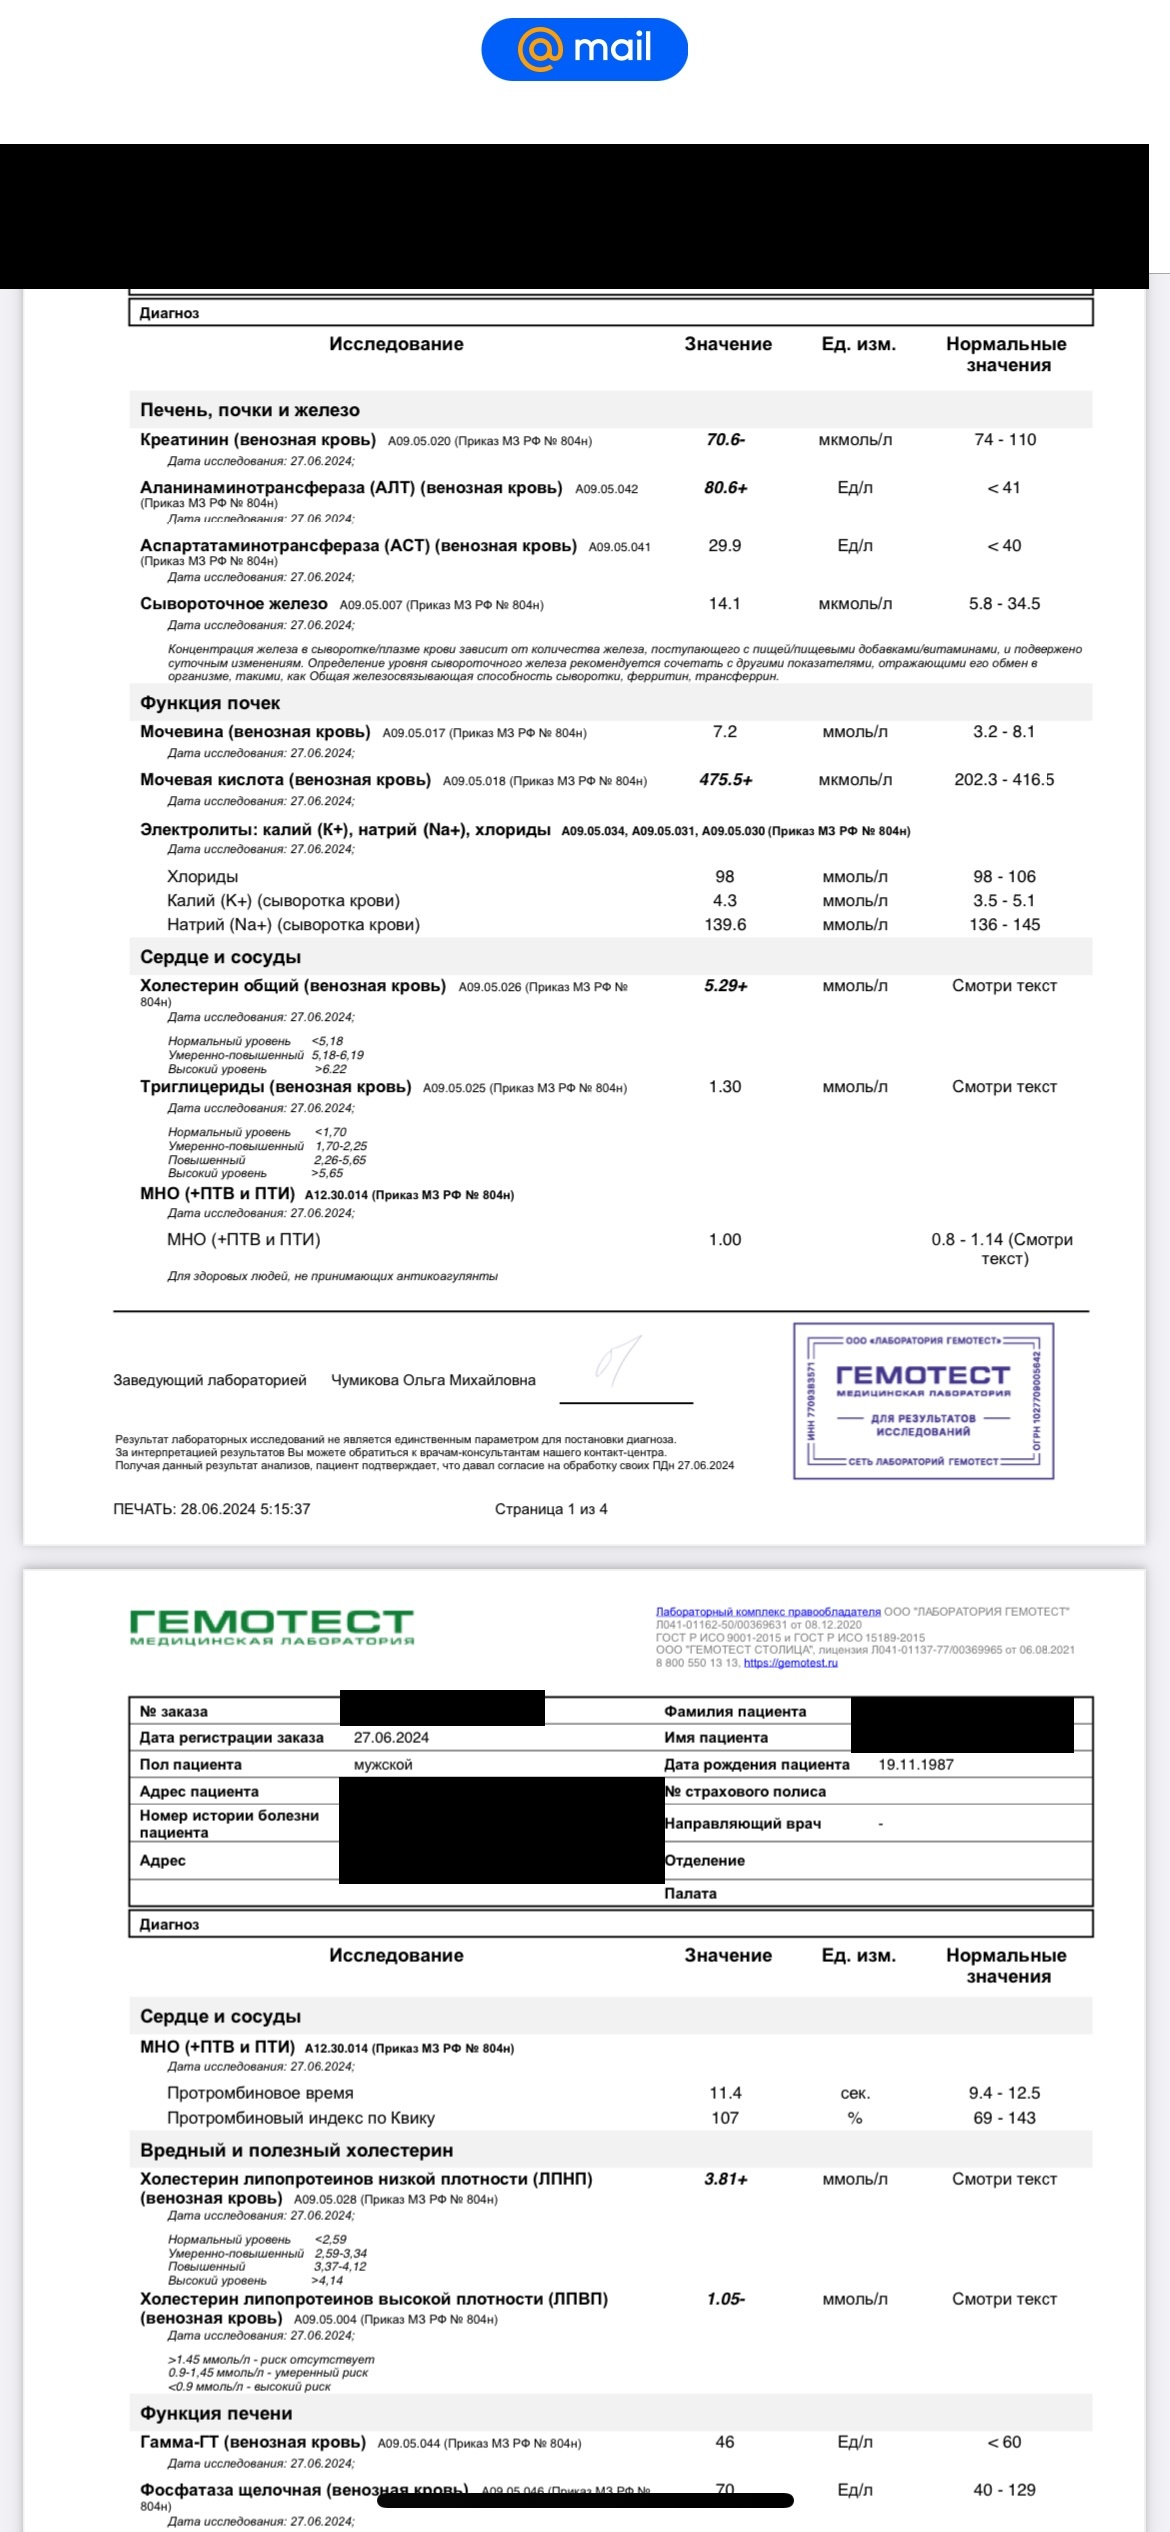 @ mail
Диагноз
Исследование Значение Ед. изм. Нормальные
значения
Печень, почки и железо
Креатинин (венозная кровь) A09.05.020 (Приказ МЗ РФ № 804н) 70.6- мкмоль/л 74 - 110
Дата исследования: 27.06.2024;
Аланинаминотрансфераза (АЛТ) (венозная кровь) A09.05.042 80.6+ Ед/л < 41
(Приказ МЗ РФ № 804н)
Дата исследования: 27.06.2024;
Аспартатаминотрансфераза (АСТ) (венозная кровь) A09.05.041 29.9 Ед/л < 40
(Приказ МЗ РФ № 804н)
Дата исследования: 27.06.2024;
Сывороточное железо A09.05.007 (Приказ МЗ РФ № 804н) 14.1 мкмоль/л 5.8 - 34.5
Дата исследования: 27.06.2024;
Концентрация железа в сыворотке/плазме крови зависит от количества железа, поступающего с пищей/пищевыми добавками/витаминами, и подвержено
суточным изменениям. Определение уровня сывороточного железа рекомендуется сочетать с другими показателями, отражающими его обмен в
организме, такими, как Общая железосвязывающая способность сыворотки, ферритин, трансферрин.
Функция почек
Мочевина (венозная кровь) A09.05.017 (Приказ МЗ РФ № 804н) 7.2 ммоль/л 3.2 - 8.1
Дата исследования: 27.06.2024;
Мочевая кислота (венозная кровь) A09.05.018 (Приказ МЗ РФ № 804н) 475.5+ мкмоль/л 202.3 - 416.5
Дата исследования: 27.06.2024;
Электролиты: калий (К+), натрий (Na+), хлориды A09.05.034, A09.05.031, A09.05.030 (Приказ МЗ РФ № 804н)
Дата исследования: 27.06.2024;
Хлориды 98 ммоль/л 98 - 106
Калий (K+) (сыворотка крови) 4.3 ммоль/л 3.5 - 5.1
Натрий (Na+) (сыворотка крови) 139.6 ммоль/л 136 - 145
Сердце и сосуды
Холестерин общий (венозная кровь) A09.05.026 (Приказ МЗ РФ № 5.29+ ммоль/л Смотри текст
804н)
Дата исследования: 27.06.2024;
Нормальный уровень <5,18
Умеренно-повышенный 5,18-6,19
Высокий уровень >6.22
Триглицериды (венозная кровь) A09.05.025 (Приказ МЗ РФ № 804н) 1.30 ммоль/л Смотри текст
Дата исследования: 27.06.2024;
Нормальный уровень <1,70
Умеренно-повышенный 1,70-2,25
Повышенный 2,26-5,65
Высокий уровень >5,65
МНО (+ПТВ и ПТИ) A12.30.014 (Приказ МЗ РФ № 804н)
Дата исследования: 27.06.2024;
МНО (+ПТВ и ПТИ) 1.00 0.8 - 1.14 (Смотри
текст)
Для здоровых людей, не принимающих антикоагулянты
Заведующий лабораторией Чумикова Ольга Михайловна
ООО «ЛАБОРАТОРИЯ ГЕМОТЕСТ»
ИНН 7709383571
ОГРН 1027709005642
ГЕМОТЕСТ
МЕДИЦИНСКАЯ ЛАБОРАТОРИЯ
ДЛЯ РЕЗУЛЬТАТОВ
ИССЛЕДОВАНИЙ
СЕТЬ ЛАБОРАТОРИЙ ГЕМОТЕСТ
Результат лабораторных исследований не является единственным параметром для постановки диагноза.
За интерпретацией результатов Вы можете обратиться к врачам-консультантам нашего контакт-центра.
Получая данный результат анализов, пациент подтверждает, что давал согласие на обработку своих ПДн 27.06.2024
ПЕЧАТЬ: 28.06.2024 5:15:37 Страница 1 из 4
ГЕМОТЕСТ
МЕДИЦИНСКАЯ ЛАБОРАТОРИЯ
Лабораторный комплекс правообладателя ООО "ЛАБОРАТОРИЯ ГЕМОТЕСТ"
Л041-01162-50/00369631 от 08.12.2020
ГОСТ Р ИСО 9001-2015 и ГОСТ Р ИСО 15189-2015
ООО "ГЕМОТЕСТ СТОЛИЦА", лицензия Л041-01137-77/00369965 от 06.08.2021
8 800 550 13 13, https://gemotest.ru
№ заказа Фамилия пациента
Дата регистрации заказа 27.06.2024 Имя пациента
Пол пациента мужской Дата рождения пациента 19.11.1987
Адрес пациента № страхового полиса
Номер истории болезни
пациента Направляющий врач -
Адрес Отделение
Палата
Диагноз
Исследование Значение Ед. изм. Нормальные
значения
Сердце и сосуды
МНО (+ПТВ и ПТИ) A12.30.014 (Приказ МЗ РФ № 804н)
Дата исследования: 27.06.2024;
Протромбиновое время 11.4 сек. 9.4 - 12.5
Протромбиновый индекс по Квику 107 % 69 - 143
Вредный и полезный холестерин
Холестерин липопротеинов низкой плотности (ЛПНП) 3.81+ ммоль/л Смотри текст
(венозная кровь) A09.05.028 (Приказ МЗ РФ № 804н)
Дата исследования: 27.06.2024;
Нормальный уровень <2,59
Умеренно-повышенный 2,59-3,34
Повышенный 3,37-4,12
Высокий уровень >4,14
Холестерин липопротеинов высокой плотности (ЛПВП) 1.05- ммоль/л Смотри текст
(венозная кровь) A09.05.004 (Приказ МЗ РФ № 804н)
Дата исследования: 27.06.2024;
>1.45 ммоль/л - риск отсутствует
0.9-1,45 ммоль/л - умеренный риск
<0.9 ммоль/л - высокий риск
Функция печени
Гамма-ГТ (венозная кровь) A09.05.044 (Приказ МЗ РФ № 804н) 46 Ед/л < 60
Дата исследования: 27.06.2024;
Фосфатаза щелочная (венозная кровь) A09.05.046 (Приказ МЗ РФ № 70 Ед/л 40 - 129
804н)
Дата исследования: 27.06.2024;